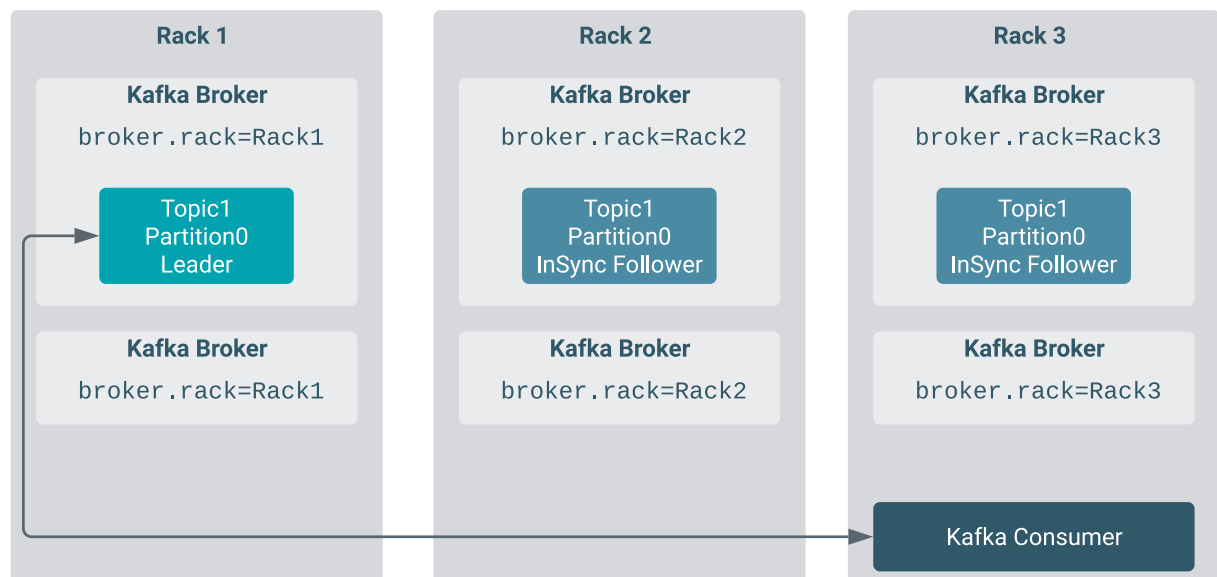 Rack 1
Kafka Broker
broker.rack=Rack1
Topic1
Partition0
Leader
Kafka Broker
broker.rack=Rack1
Rack 2
Kafka Broker
broker.rack=Rack2
Topic1
Partition0
InSync Follower
Kafka Broker
broker.rack=Rack2
Rack 3
Kafka Broker
broker.rack=Rack3
Topic1
Partition0
InSync Follower
Kafka Broker
broker.rack=Rack3
Kafka Consumer